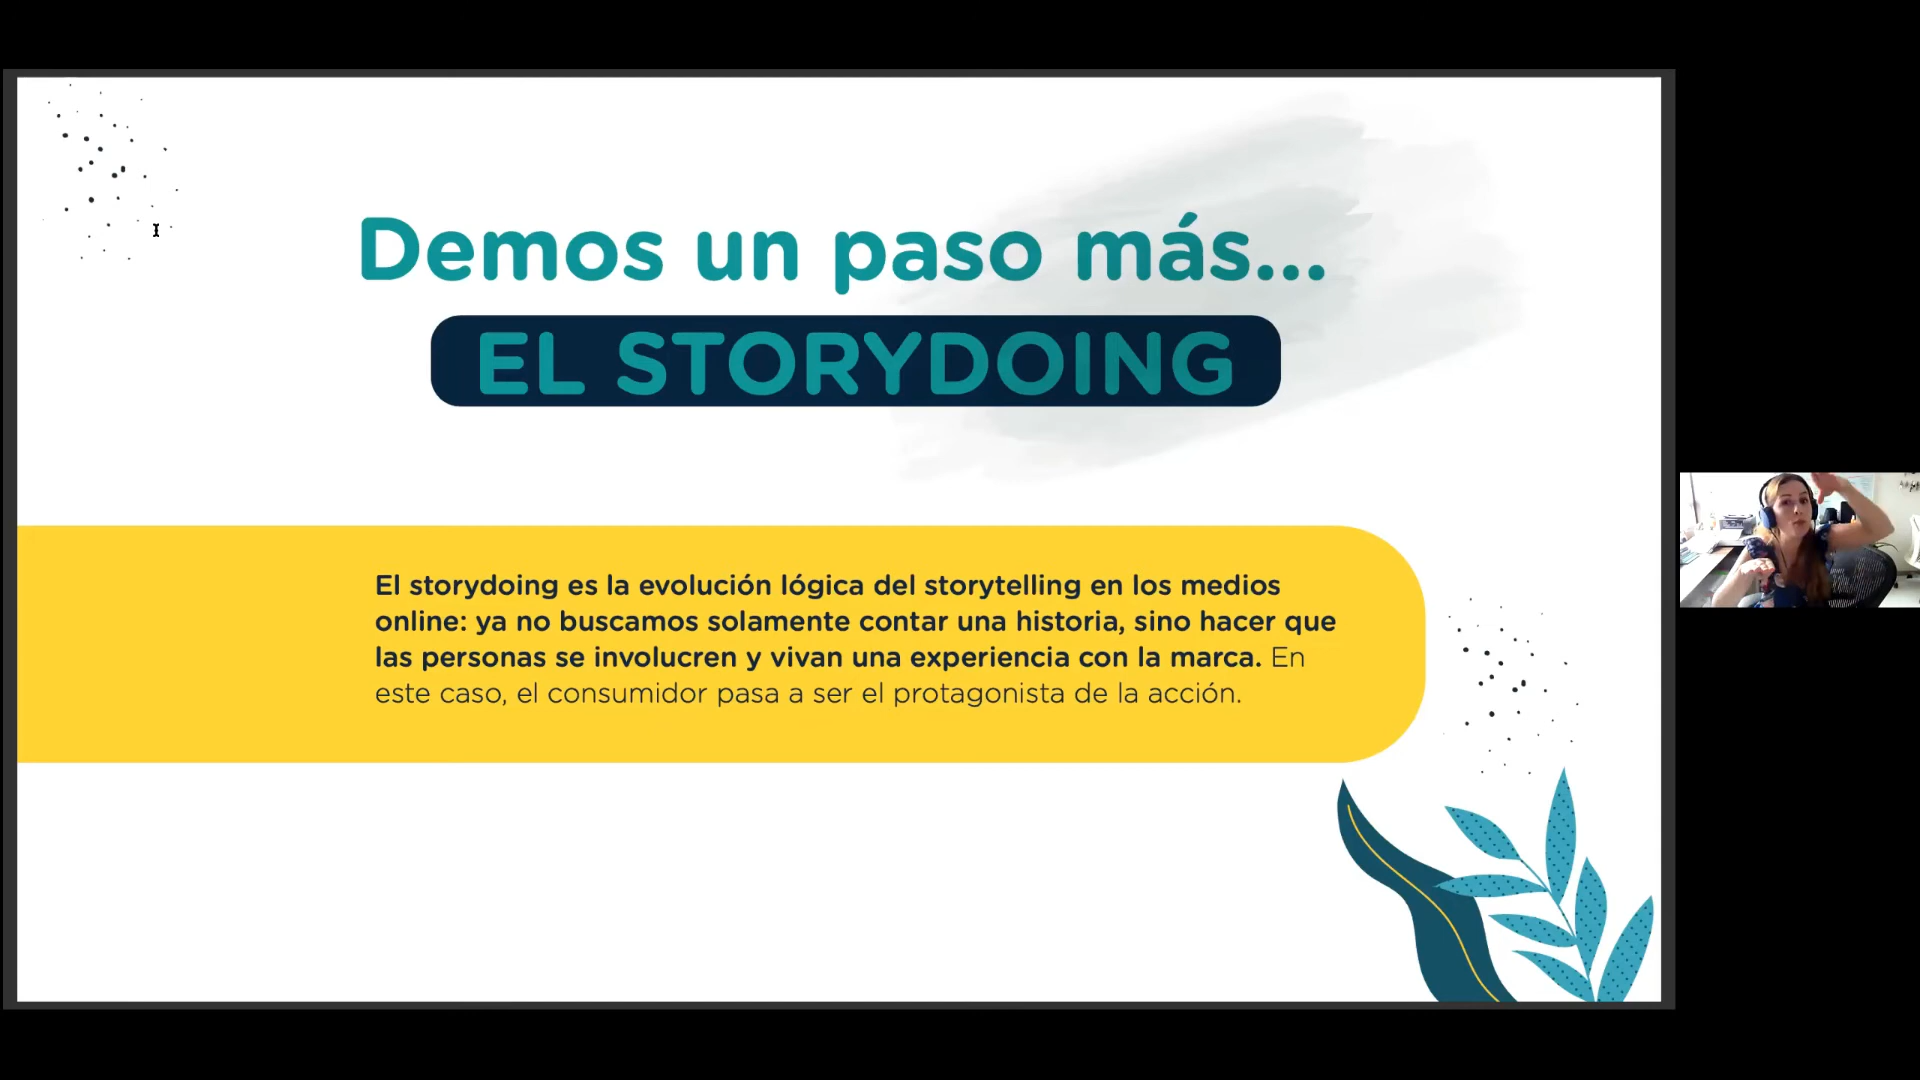 Demos un paso más...
EL STORYDOING
El storydoing es la evolución lógica del storytelling en los medios
online: ya no buscamos solamente contar una historia, sino hacer que
las personas se involucren y vivan una experiencia con la marca. En
este caso, el consumidor pasa a ser el protagonista de la acción.